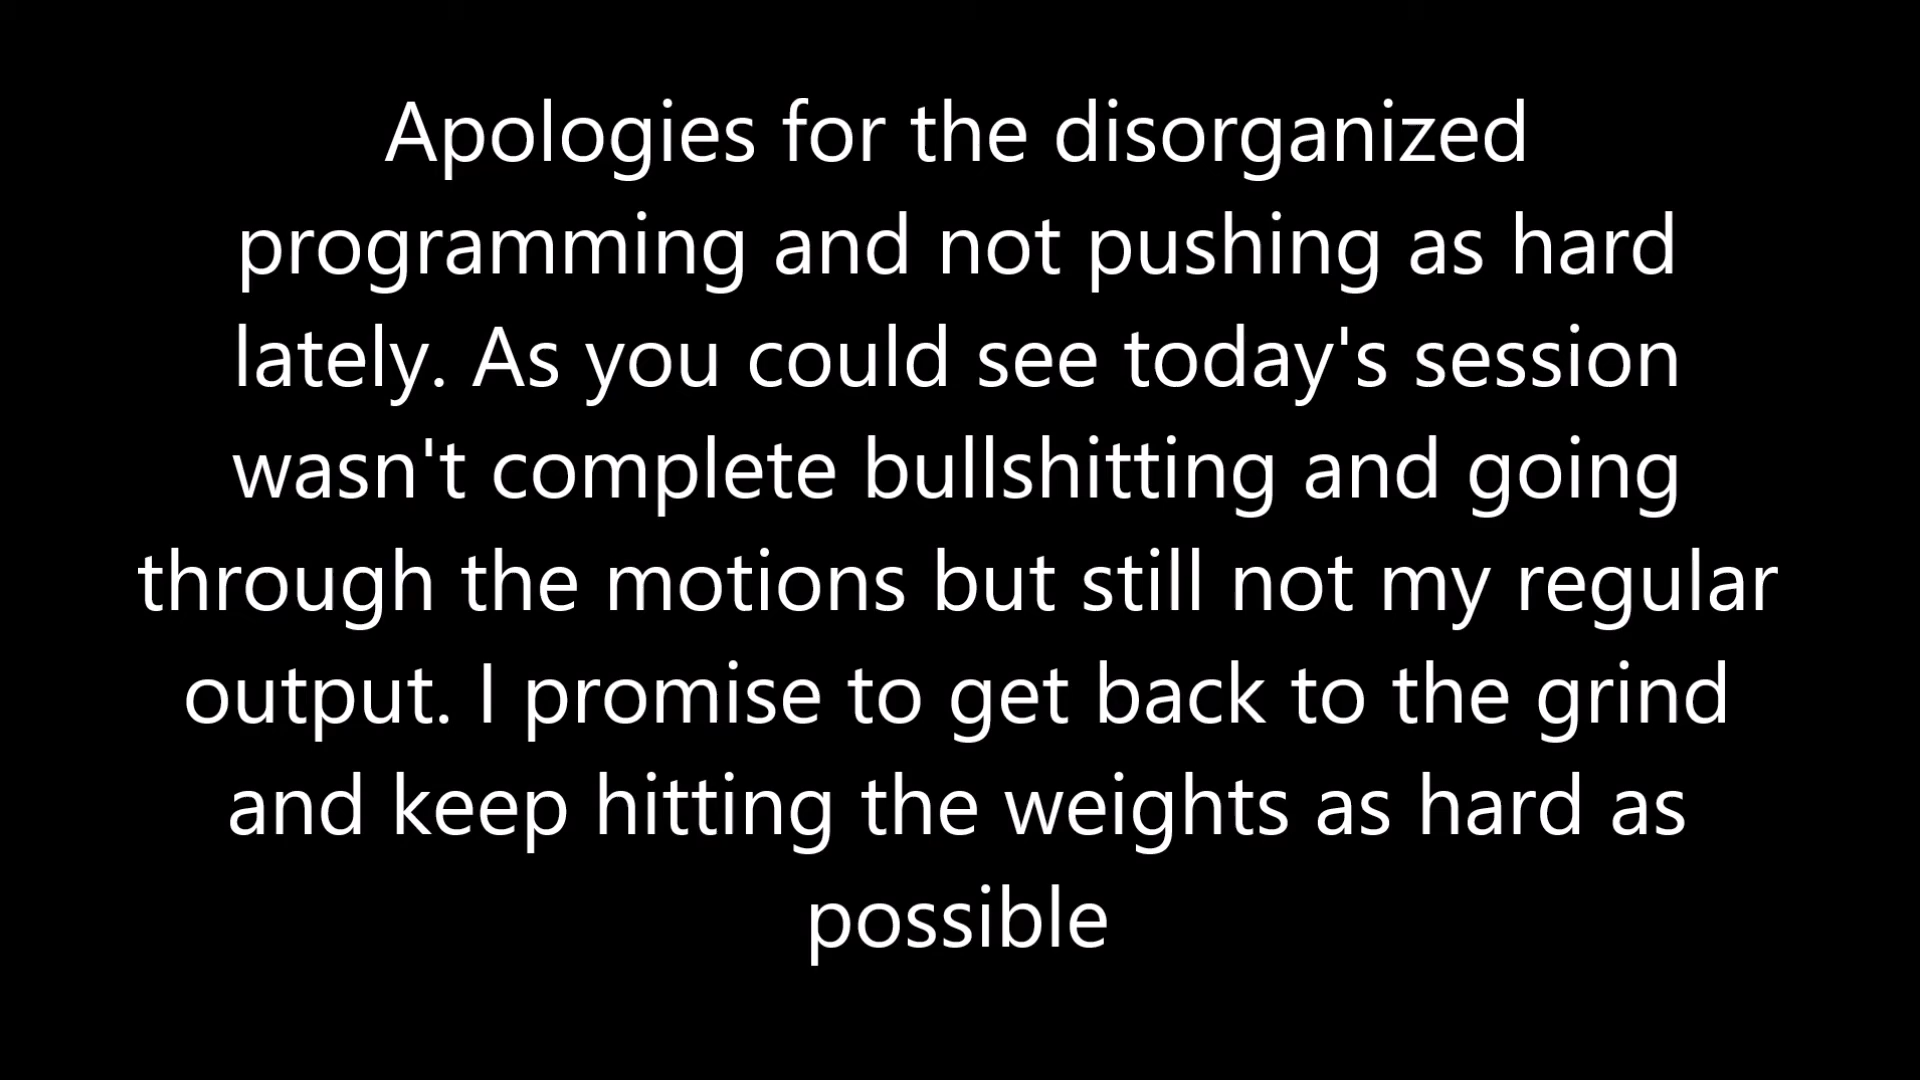 Apologies for the disorganized
programming and not pushing as hard
lately. As you could see today's session
wasn't complete bullshitting and going
through the motions but still not my regular
output. I promise to get back to the grind
and keep hitting the weights as hard as
possible